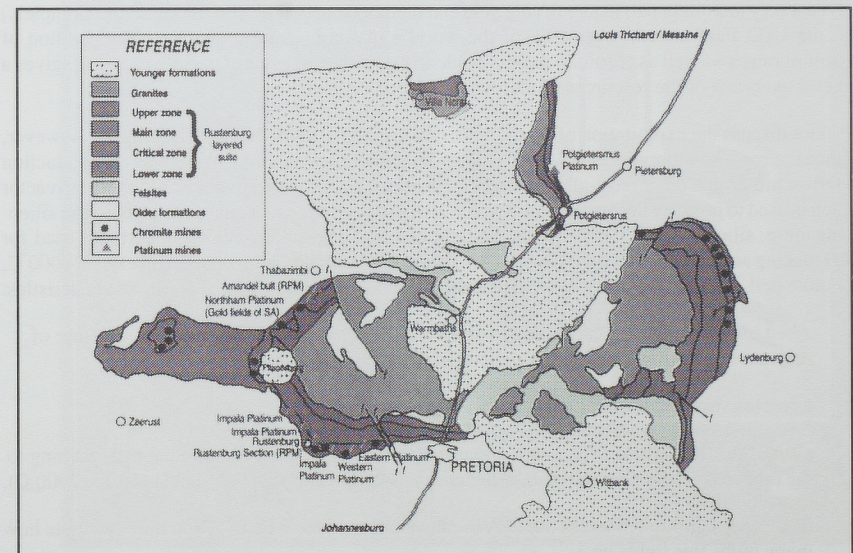 REFERENCE
Younger formations
Granites
Upper zone
Main zone
Critical zone
Lower zone
Rustenburg
layered
suite
Felsites
Older formations
Chromite mines
Platinum mines
Louis Trichard / Messina
Villa Nora
Potgietersmus
Platinum
Pietersburg
Potgietersrus
Thabazimbi
Amandel bult (RPM)
Northham Platinum
(Gold fields of SA)
Warmbaths
Lydenburg
Zeerust
Impala Platinum
Impala Platinum
Rustenburg
Rustenburg Section (RPM)
Impala
Platinum
Western
Platinum
Eastern Platinum
PRETORIA
Witbank
Johannesburg